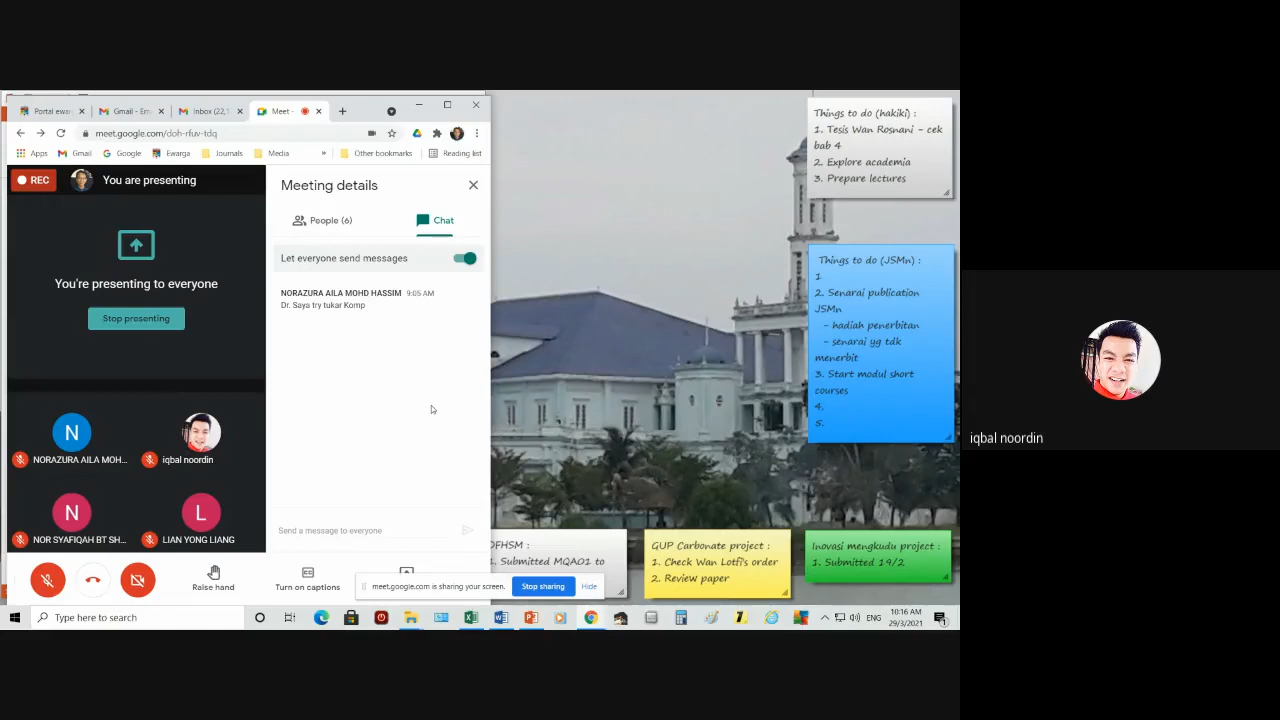 Portal ewar
Gmail - Em
Inbox (22,1
Meet -
meet.google.com/doh-rfuv-tdq
Apps
Gmail
Google
Ewarga
Journals
Media
»
Other bookmarks
Reading list
REC
You are presenting
You're presenting to everyone
Stop presenting
NORAZURA AILA MOH...
iqbal noordin
NOR SYAFIQAH BT SH...
LIAN YONG LIANG
Meeting details
People (6)
Chat
Let everyone send messages
NORAZURA AILA MOHD HASSIM 9:05 AM
Dr. Saya try tukar Komp
Send a message to everyone
Raise hand
Turn on captions
meet.google.com is sharing your screen.
Stop sharing
Hide
Things to do (hakiki) :
1. Tesis Wan Rosnani - cek
bab 4
2. Explore academia
3. Prepare lectures
Things to do (JSMn) :
1
2. Senarai publication
JSMn
- hadiah penerbitan
- senarai yg tdk
menerbit
3. Start modul short
courses
4.
5.
DFHSM :
1. Submitted MQA01 to
GUP Carbonate project :
1. Check Wan Lotfi's order
2. Review paper
Inovasi mengkudu project :
1. Submitted 19/2
Type here to search
ENG
10:16 AM
29/3/2021
iqbal noordin
N
N
L